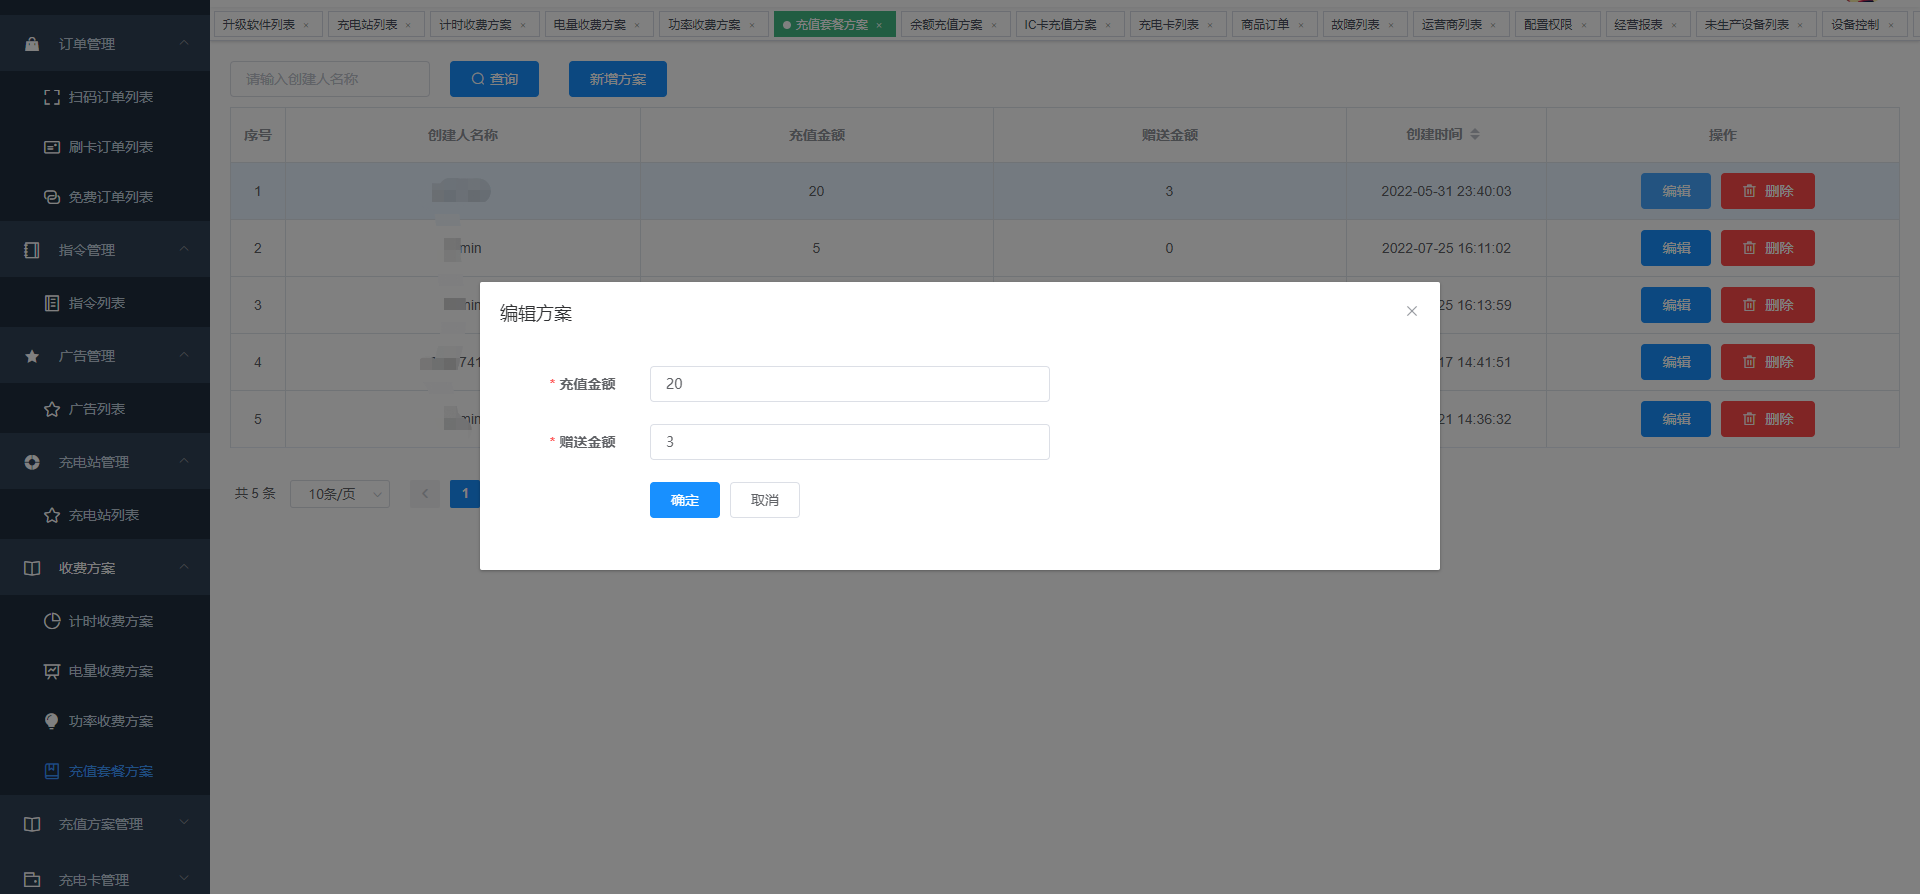 升级软件列表 × 充电站列表 × 计时收费方案 × 电量收费方案 × 功率收费方案 × 充值套餐方案 × 余额充值方案 × IC卡充值方案 × 充电卡列表 × 商品订单 × 故障列表 × 运营商列表 × 配置权限 × 经营报表 × 未生产设备列表 × 设备控制 ×
订单管理
扫码订单列表
刷卡订单列表
免费订单列表
指令管理
指令列表
广告管理
广告列表
充电站管理
充电站列表
收费方案
计时收费方案
电量收费方案
功率收费方案
充值套餐方案
充值方案管理
充电卡管理
请输入创建人名称 查询 新增方案
序号 创建人名称 充值金额 赠送金额 创建时间 操作
1 20 3 2022-05-31 23:40:03 编辑 删除
2 min 5 0 2022-07-25 16:11:02 编辑 删除
3 min 25 16:13:59 编辑 删除
4 741 17 14:41:51 编辑 删除
5 min 21 14:36:32 编辑 删除
共 5 条 10条/页 1
编辑方案
* 充值金额 20
* 赠送金额 3
确定 取消